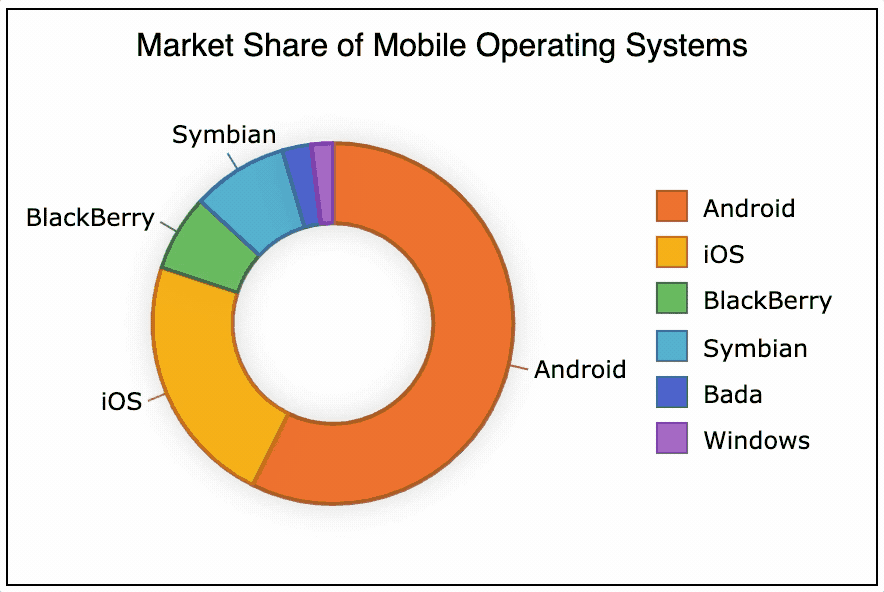 Market Share of Mobile Operating Systems
Symbian
BlackBerry
iOS
Android
Android
iOS
BlackBerry
Symbian
Bada
Windows